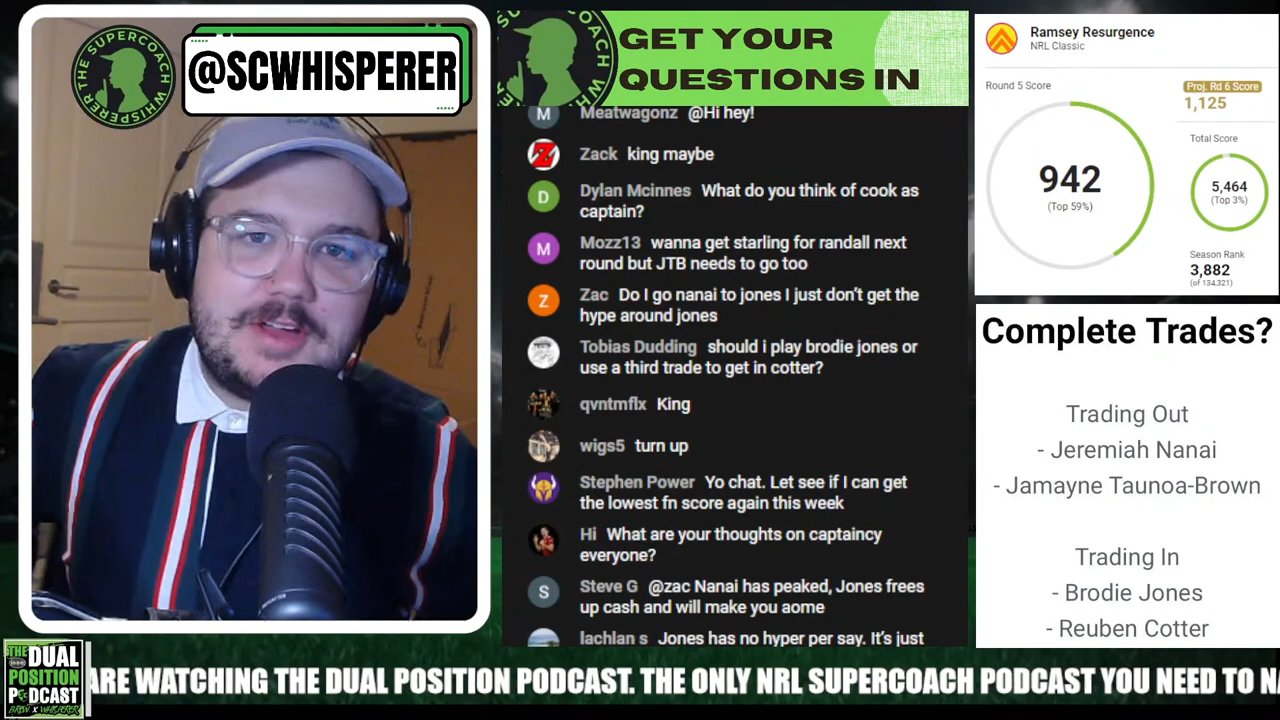 THE SUPERCOACH WHISPERER
@SCWHISPERER
GET YOUR
QUESTIONS IN
M Meatwagonz @Hi hey!
Zack king maybe
D Dylan Mcinnes What do you think of cook as
captain?
M Mozz13 wanna get starling for randall next
round but JTB needs to go too
Z Zac Do I go nanai to jones I just don't get the
hype around jones
Tobias Dudding should i play brodie jones or
use a third trade to get in cotter?
qvntmflx King
wigs5 turn up
Stephen Power Yo chat. Let see if I can get
the lowest fn score again this week
Hi What are your thoughts on captaincy
everyone?
S Steve G @zac Nanai has peaked, Jones frees
up cash and will make you aome
lachlan s Jones has no hyper per say. It's just
Ramsey Resurgence
NRL Classic
Round 5 Score
942
(Top 59%)
Proj. Rd 6 Score
1,125
Total Score
5,464
(Top 3%)
Season Rank
3,882
(of 134,321)
Complete Trades?
Trading Out
- Jeremiah Nanai
- Jamayne Taunoa-Brown
Trading In
- Brodie Jones
- Reuben Cotter
THE
DUAL
POSITION
PODCAST
BREW X WHISPERER
ARE WATCHING THE DUAL POSITION PODCAST. THE ONLY NRL SUPERCOACH PODCAST YOU NEED TO NA